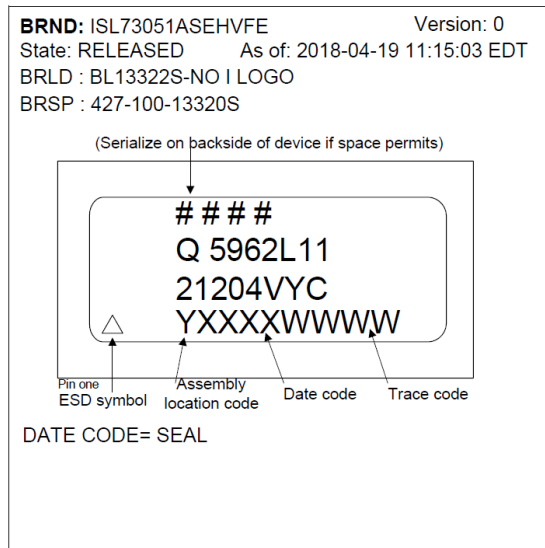 BRND: ISL73051ASEHVFE Version: 0
State: RELEASED As of: 2018-04-19 11:15:03 EDT
BRLD : BL13322S-NO I LOGO
BRSP : 427-100-13320S
(Serialize on backside of device if space permits)
# # # #
Q 5962L11
21204VYC
YXXXXWWWW
Pin one
ESD symbol
Assembly
location code
Date code
Trace code
DATE CODE= SEAL